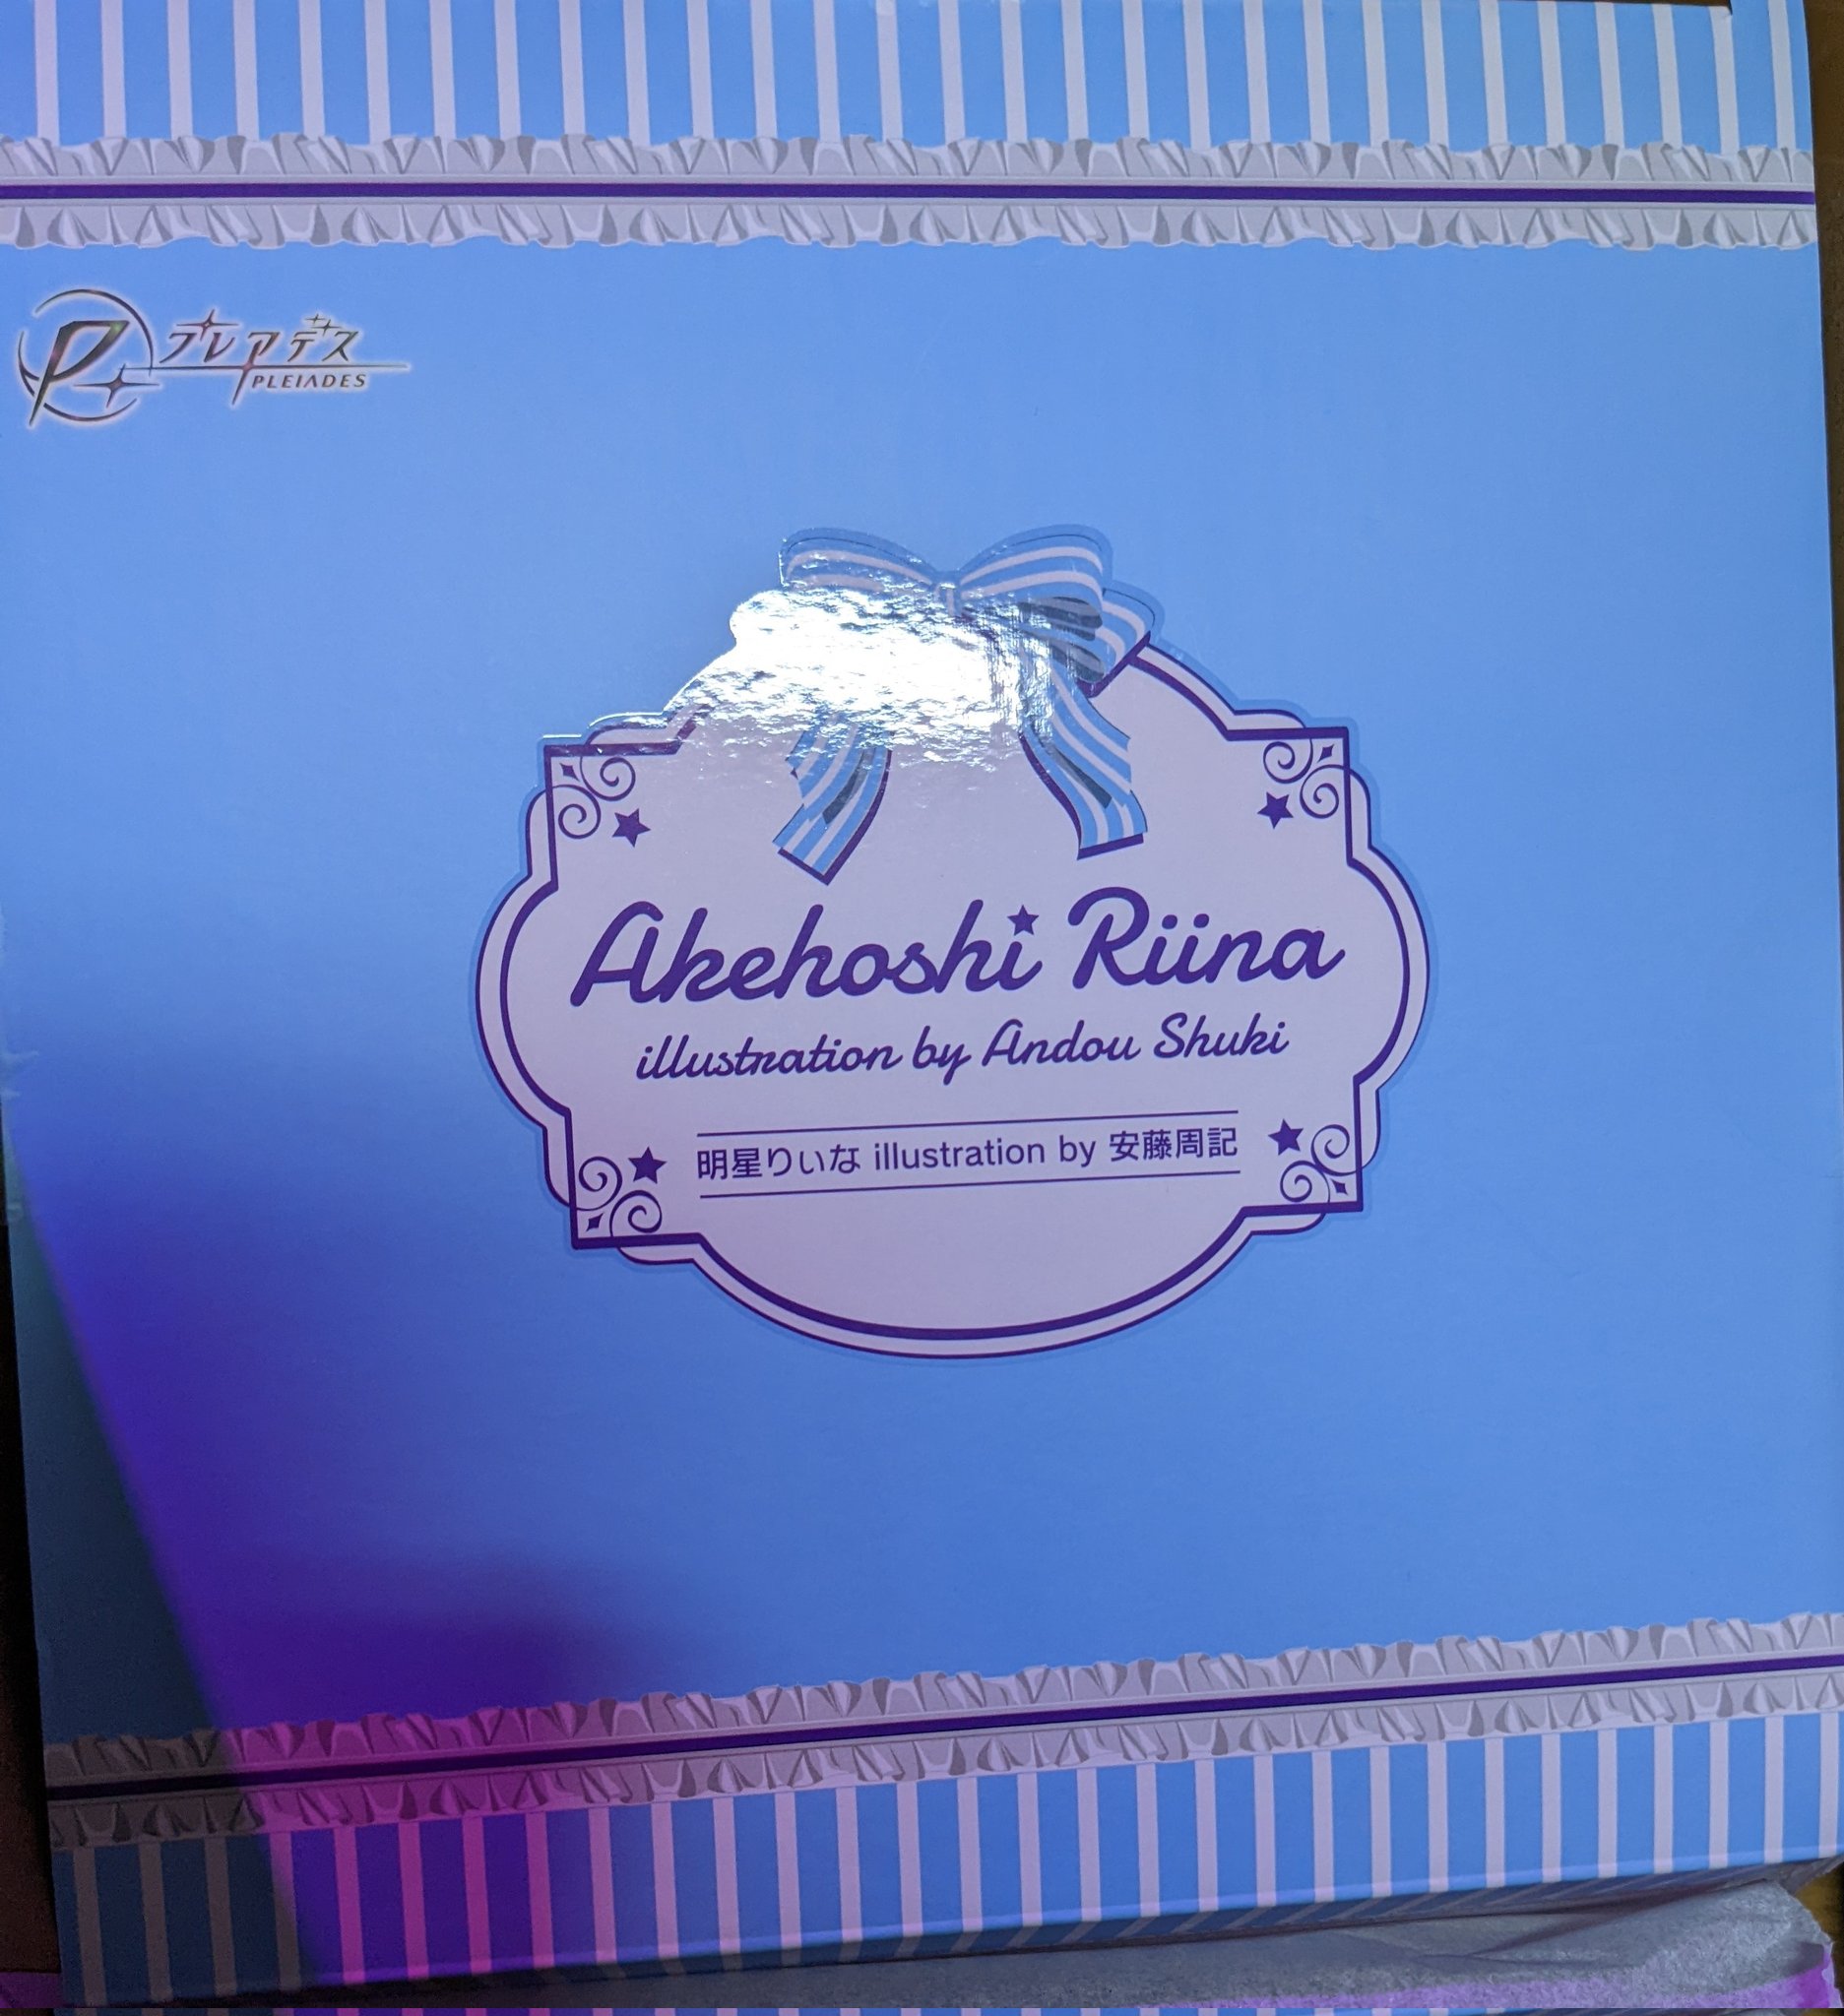 P プレアデス
PLEIADES
Akehoshi Riina
illustration by Andou Shuki
明星りぃな illustration by 安藤周記